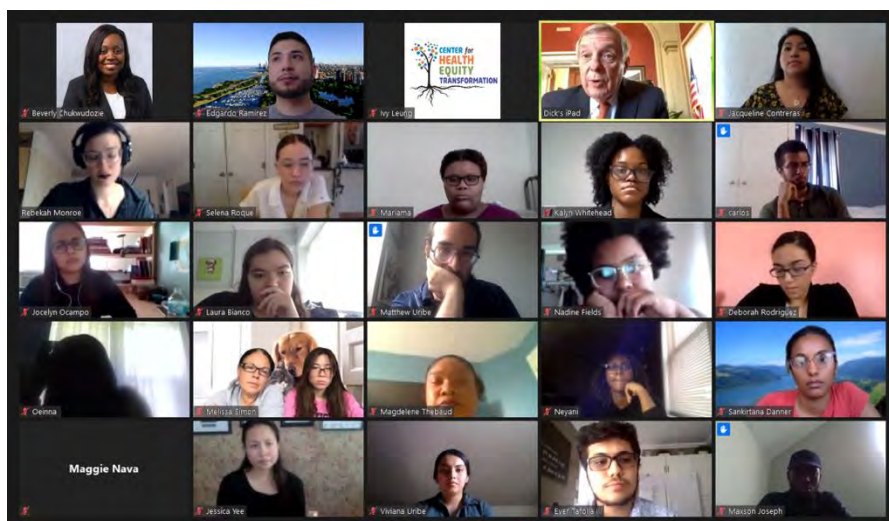 CENTER for
HEALTH
EQUITY
TRANSFORMATION
Beverly Chukwudozie
Edgardo Ramirez
Ivy Leung
Dick's iPad
Jacqueline Contreras
Rebekah Monroe
Selena Roque
Mariama
Kalyn Whitehead
carlos
Jocelyn Ocampo
Laura Bianco
Matthew Uribe
Nadine Fields
Deborah Rodriguez
Oeinna
Melissa Simon
Magdelene Thebaud
Neyani
Sankirtana Danner
Maggie Nava
Jessica Yee
Viviana Uribe
Ever Tafolla
Maxson Joseph